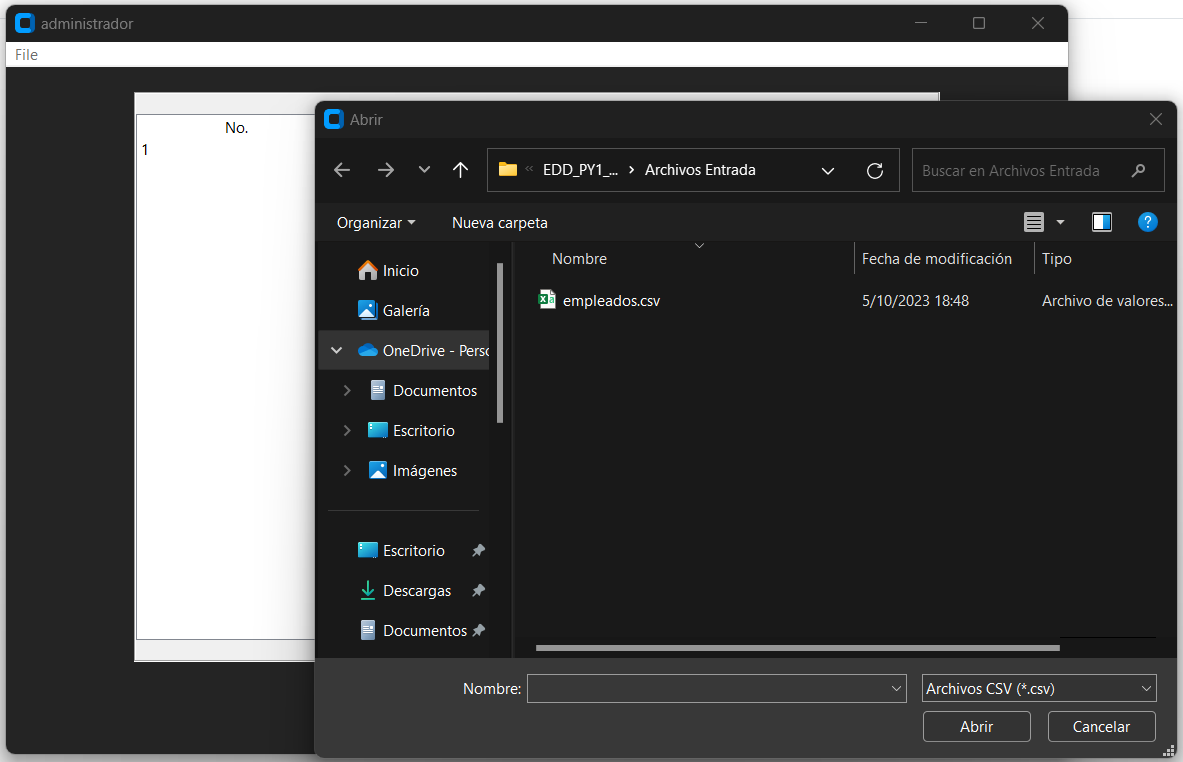 administrador
File
No.
1
Abrir
« EDD_PY1_... › Archivos Entrada
Buscar en Archivos Entrada
Organizar
Nueva carpeta
?
Nombre
Fecha de modificación
Tipo
empleados.csv
5/10/2023 18:48
Archivo de valores...
Inicio
Galería
OneDrive - Perso
Documentos
Escritorio
Imágenes
Escritorio
Descargas
Documentos
Nombre:
Archivos CSV (*.csv)
Abrir
Cancelar